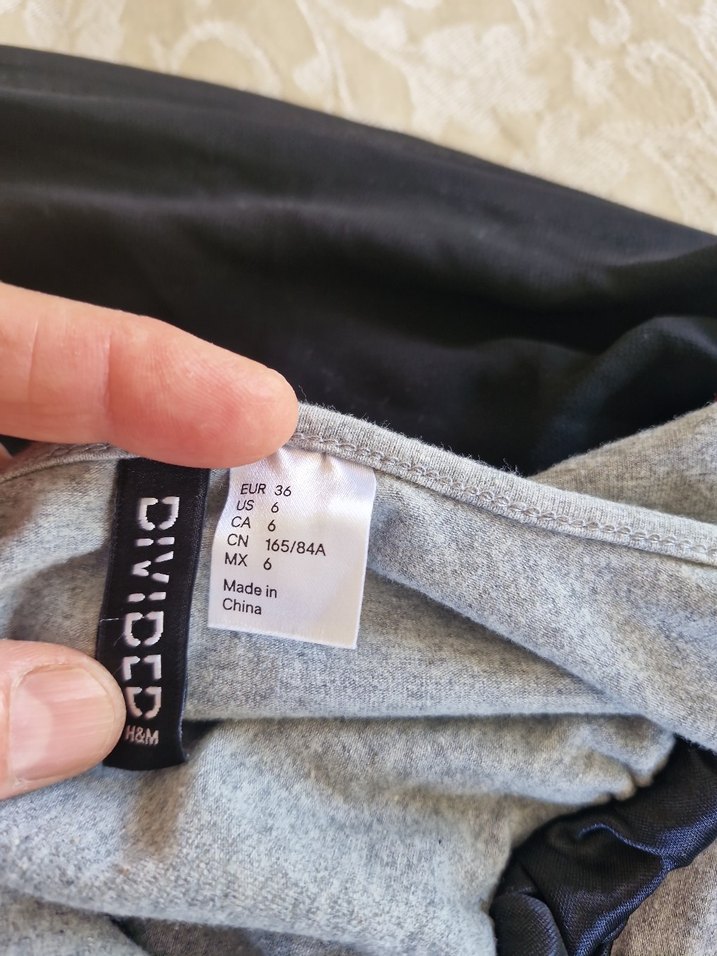 DIVIDED
H&M
EUR 36
US 6
CA 6
CN 165/84A
MX 6
Made in
China